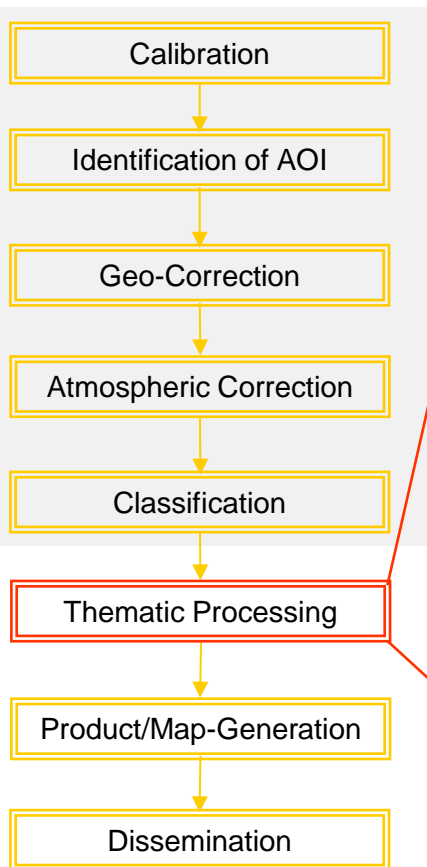 Calibration
Identification of AOI
Geo-Correction
Atmospheric Correction
Classification
Thematic Processing
Product/Map-Generation
Dissemination